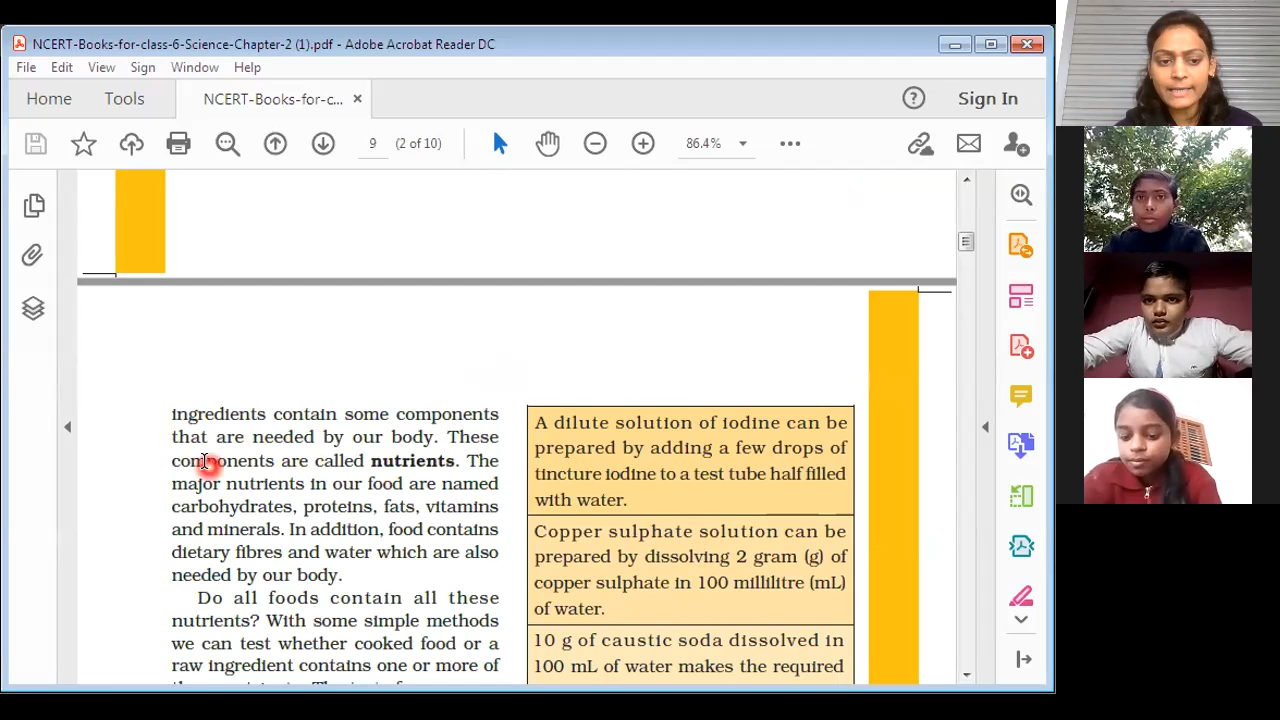 NCERT-Books-for-class-6-Science-Chapter-2 (1).pdf - Adobe Acrobat Reader DC
File Edit View Sign Window Help
Home Tools NCERT-Books-for-c... × Sign In
9 (2 of 10) 86.4%
ingredients contain some components
that are needed by our body. These
components are called nutrients. The
major nutrients in our food are named
carbohydrates, proteins, fats, vitamins
and minerals. In addition, food contains
dietary fibres and water which are also
needed by our body.
Do all foods contain all these
nutrients? With some simple methods
we can test whether cooked food or a
raw ingredient contains one or more of
A dilute solution of iodine can be
prepared by adding a few drops of
tincture iodine to a test tube half filled
with water.
Copper sulphate solution can be
prepared by dissolving 2 gram (g) of
copper sulphate in 100 millilitre (mL)
of water.
10 g of caustic soda dissolved in
100 mL of water makes the required